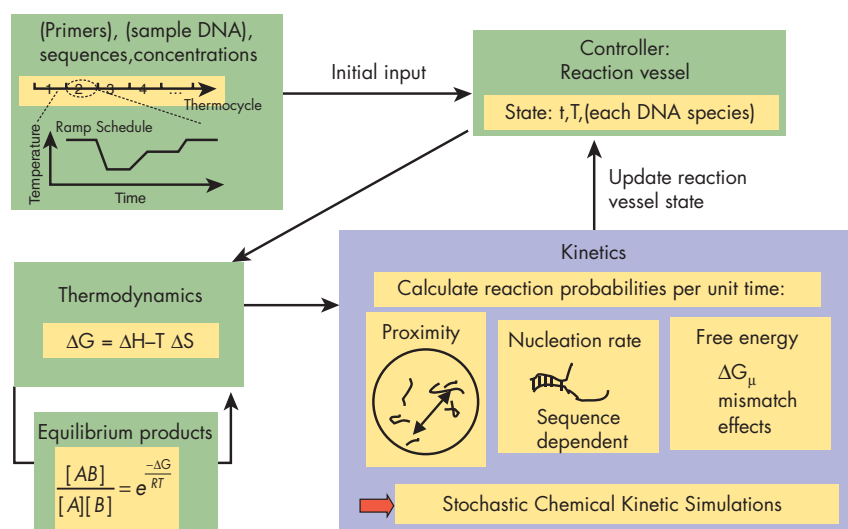 (Primers), (sample DNA),
sequences,concentrations
1 2 3 4 ...
Thermocycle
Ramp Schedule
Temperature
Time
Initial input
Controller:
Reaction vessel
State: t,T,(each DNA species)
Update reaction
vessel state
Thermodynamics
ΔG = ΔH–T ΔS
Equilibrium products
[AB]
[A][B]
= e
–ΔG
RT
Kinetics
Calculate reaction probabilities per unit time:
Proximity
Nucleation rate
Sequence
dependent
Free energy
ΔGμ
mismatch
effects
Stochastic Chemical Kinetic Simulations